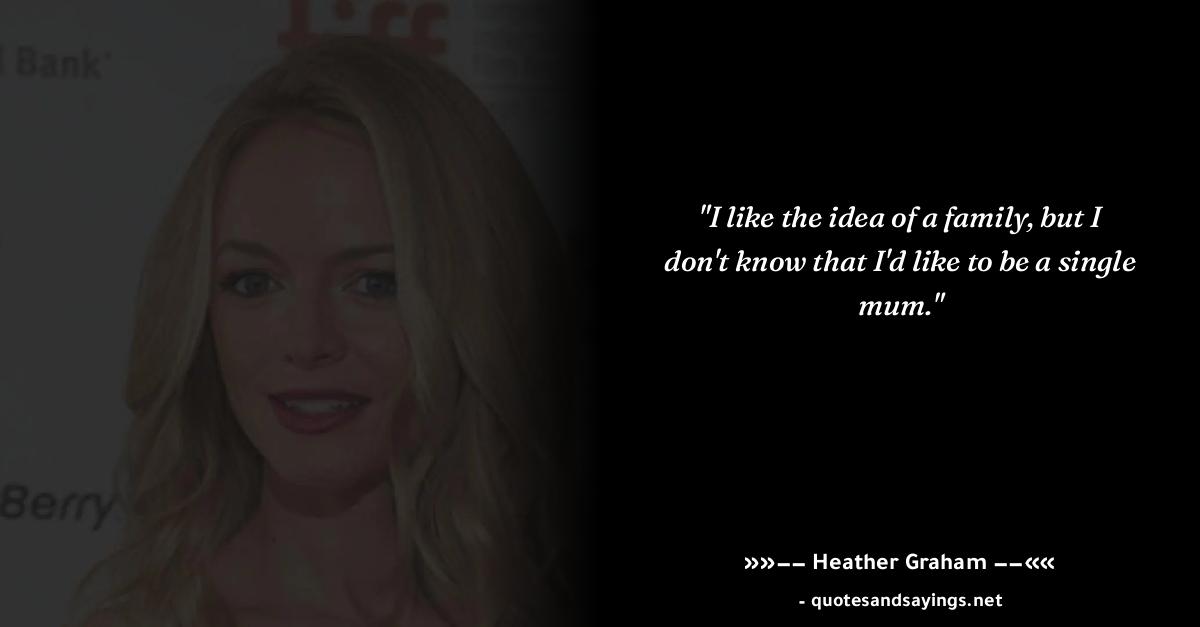 tiff
Bank
Berry
"I like the idea of a family, but I
don't know that I'd like to be a single
mum."
»»–– Heather Graham ––««
- quotesandsayings.net